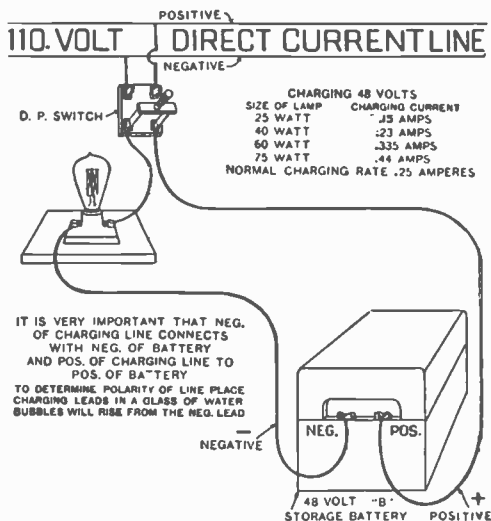 POSITIVE
110. VOLT DIRECT CURRENT LINE
NEGATIVE
D. P. SWITCH
CHARGING 48 VOLTS
SIZE OF LAMP CHARGING CURRENT
25 WATT .15 AMPS
40 WATT .23 AMPS
60 WATT .335 AMPS
75 WATT .44 AMPS
NORMAL CHARGING RATE .25 AMPERES
IT IS VERY IMPORTANT THAT NEG.
OF CHARGING LINE CONNECTS
WITH NEG. OF BATTERY
AND POS. OF CHARGING LINE TO
POS. OF BATTERY
TO DETERMINE POLARITY OF LINE PLACE
CHARGING LEADS IN A GLASS OF WATER
BUBBLES WILL RISE FROM THE NEG. LEAD
NEG. POS.
−
NEGATIVE
+
48 VOLT "B"
STORAGE BATTERY POSITIVE